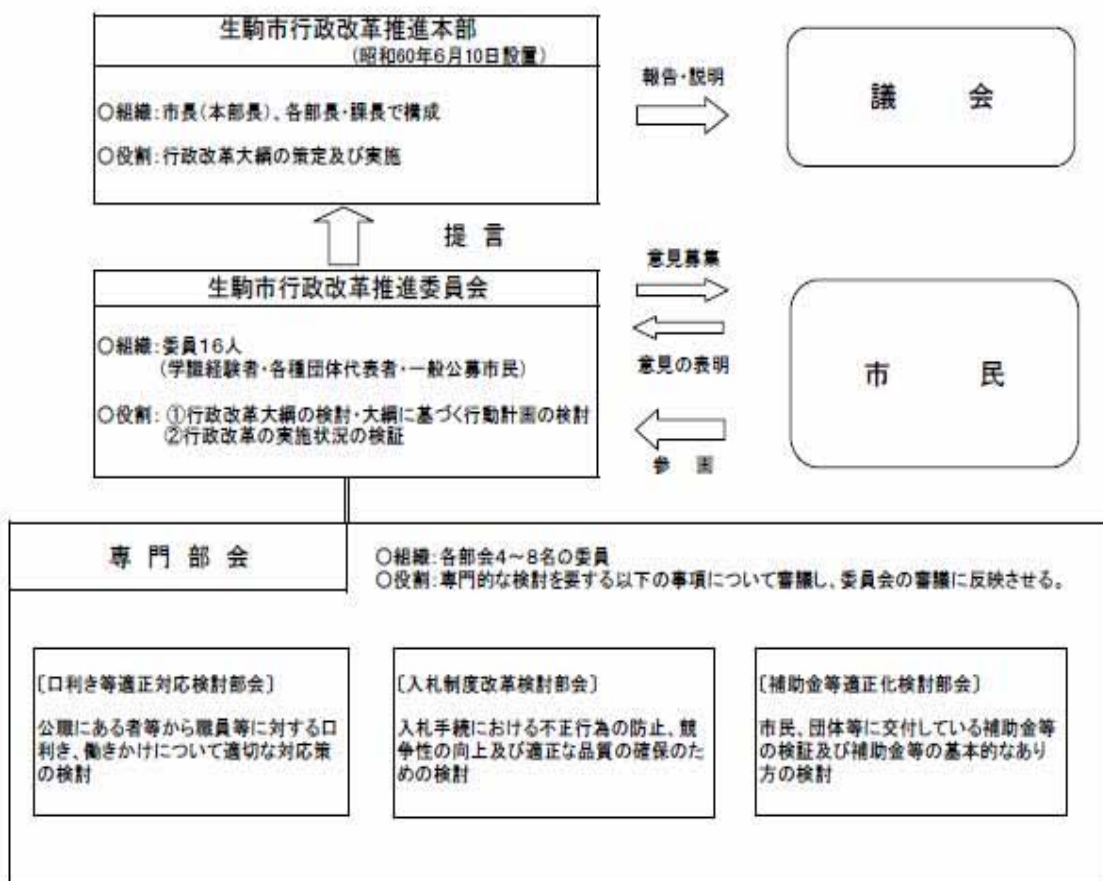 生駒市行政改革推進本部
(昭和60年6月10日設置)
○組織:市長(本部長)、各部長・課長で構成
○役割:行政改革大綱の策定及び実施
報告・説明
議 会
提 言
生駒市行政改革推進委員会
○組織:委員16人
(学識経験者・各種団体代表者・一般公募市民)
○役割:①行政改革大綱の検討・大綱に基づく行動計画の検討
②行政改革の実施状況の検証
意見募集
意見の表明
参 画
市 民
専 門 部 会
○組織:各部会4~8名の委員
○役割:専門的な検討を要する以下の事項について審議し、委員会の審議に反映させる。
〔口利き等適正対応検討部会〕
公職にある者等から職員等に対する口
利き、働きかけについて適切な対応策
の検討
〔入札制度改革検討部会〕
入札手続における不正行為の防止、競
争性の向上及び適正な品質の確保のた
めの検討
〔補助金等適正化検討部会〕
市民、団体等に交付している補助金等
の検証及び補助金等の基本的なあり
方の検討